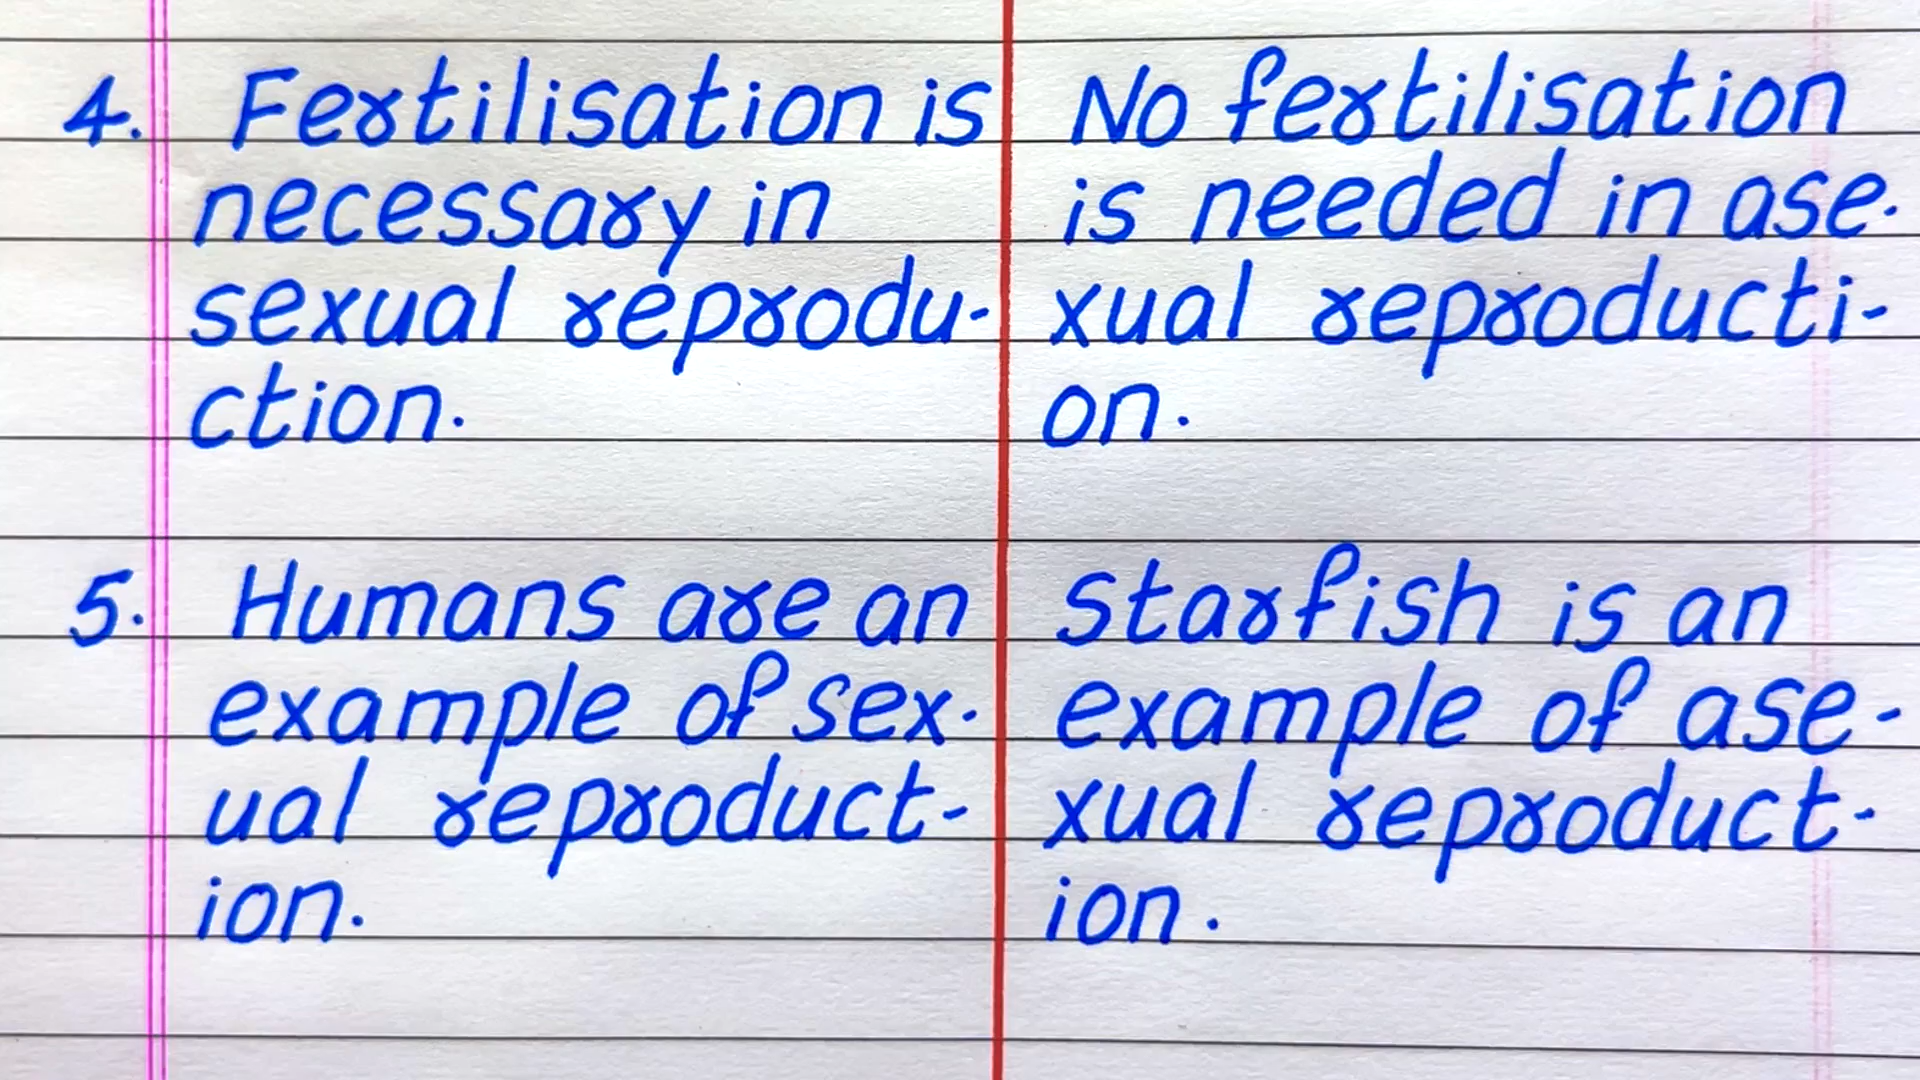 4. Fertilisation is
necessary in
sexual reprodu-
ction.
No fertilisation
is needed in ase-
xual reproducti-
on.
5. Humans are an
example of sex-
ual reproduct-
ion.
Starfish is an
example of ase-
xual reproduct-
ion.